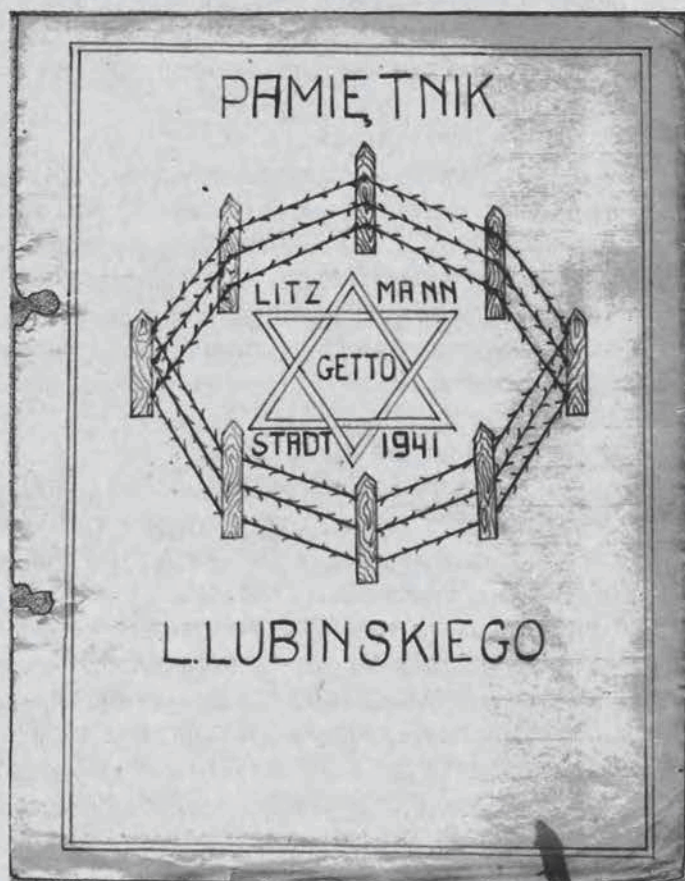 PAMIĘTNIK
LITZ MANN
GETTO
STADT 1941
L.LUBINSKIEGO